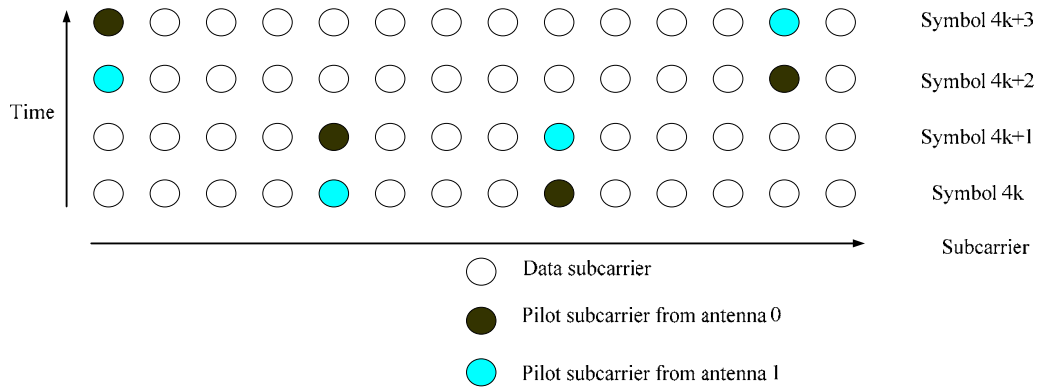 Symbol 4k+3
Symbol 4k+2
Time
Symbol 4k+1
Symbol 4k
Subcarrier
Data subcarrier
Pilot subcarrier from antenna 0
Pilot subcarrier from antenna 1